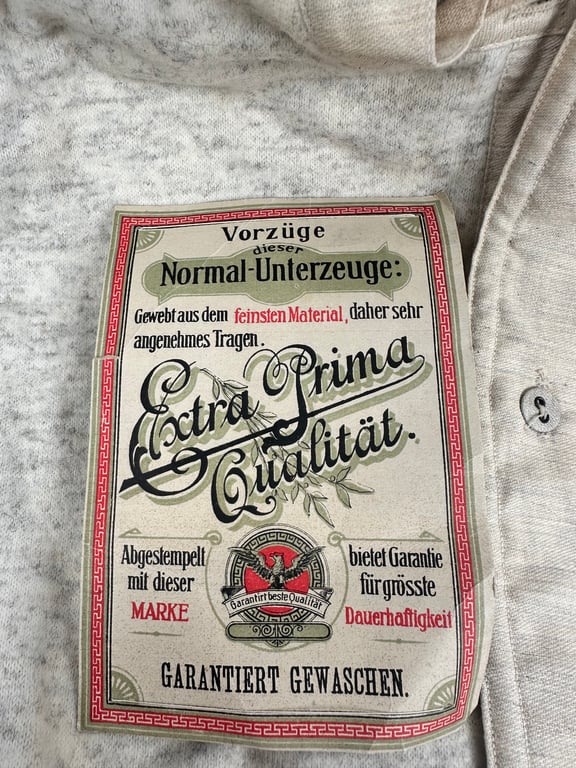 Vorzüge
dieser
Normal-Unterzeuge:
Gewebt aus dem feinsten Material, daher sehr
angenehmes Tragen.
Extra Prima
Qualität.
Abgestempelt
mit dieser
MARKE
Garantirt beste Qualität
bietet Garantie
für grösste
Dauerhaftigkeit
GARANTIERT GEWASCHEN.